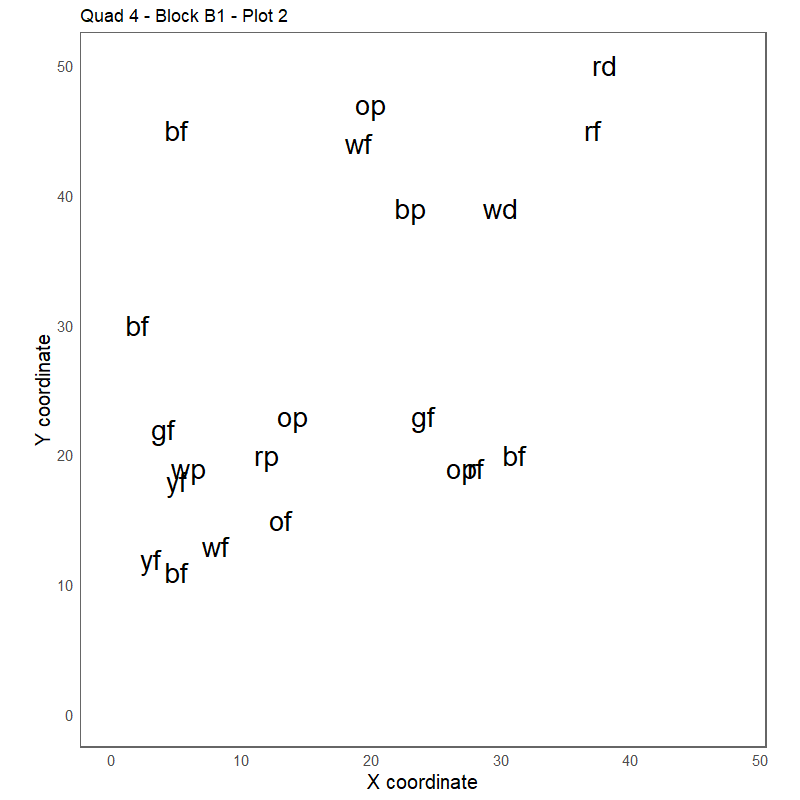 Quad 4 - Block B1 - Plot 2
50
rd
op
bf
rf
wf
40
bp
wd
30
bf
Y coordinate
op
gf
gf
20
rp
bf
wp
op
yf
of
wf
yf
bf
10
0
0 10 20 30 40 50
X coordinate